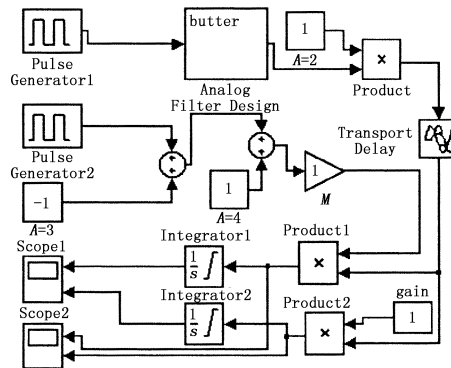 butter
1
Pulse
Generator1
Analog
Filter Design
A=2
×
Product
Pulse
Generator2
Transport
Delay
-1
A=3
1
A=4
1
M
Scope1
Integrator1
1/s
Product1
×
Integrator2
1/s
Product2
×
gain
1
Scope2